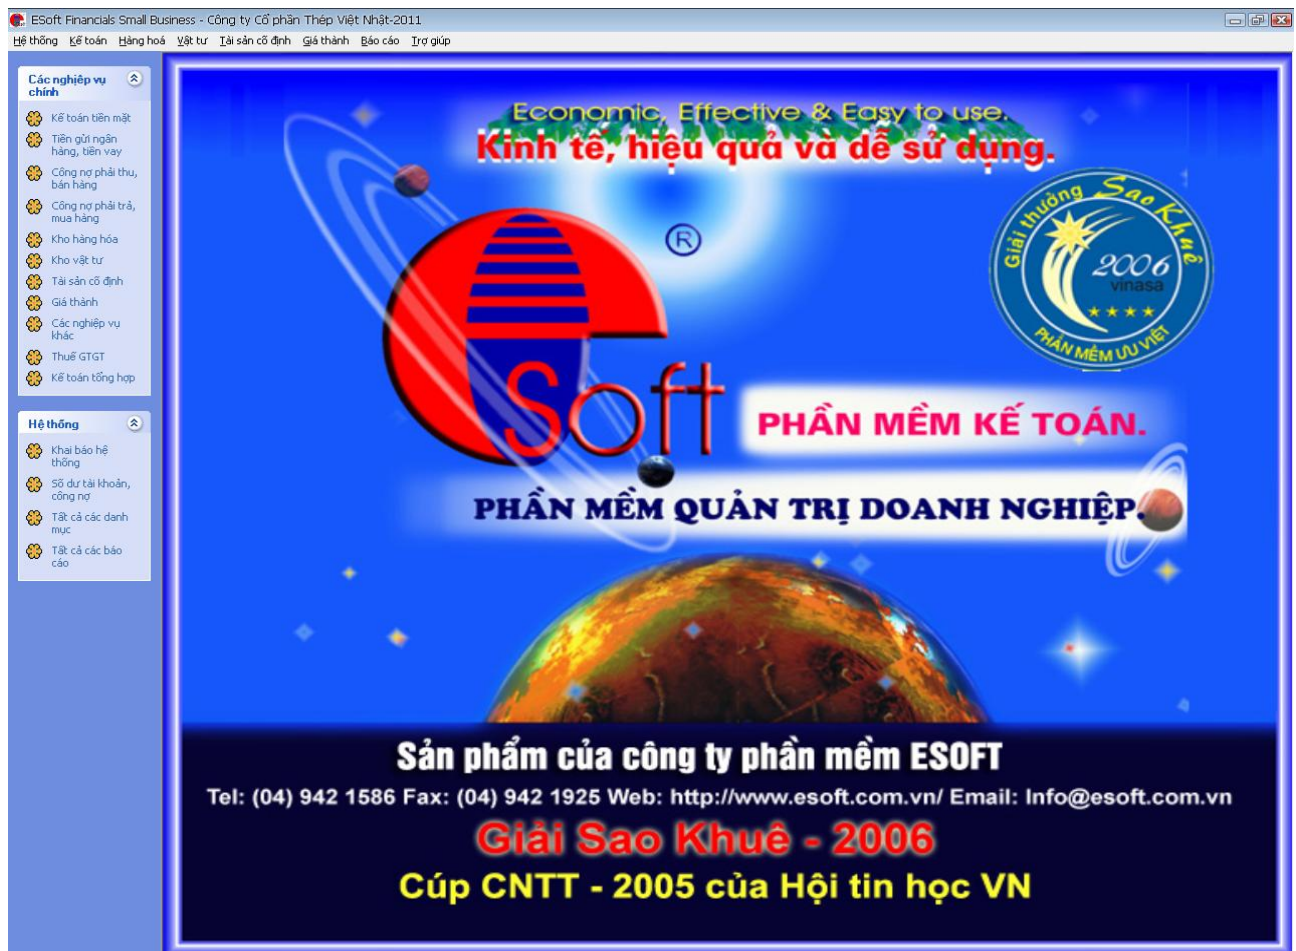 ESoft Financials Small Business - Công ty Cổ phần Thép Việt Nhật-2011
Hệ thống Kế toán Hàng hoá Vật tư Tài sản cố định Giá thành Báo cáo Trợ giúp
Các nghiệp vụ
chính
Kế toán tiền mặt
Tiền gửi ngân
hàng, tiền vay
Công nợ phải thu,
bán hàng
Công nợ phải trả,
mua hàng
Kho hàng hóa
Kho vật tư
Tài sản cố định
Giá thành
Các nghiệp vụ
khác
Thuế GTGT
Kế toán tổng hợp
Hệ thống
Khai báo hệ
thống
Số dư tài khoản,
công nợ
Tất cả các danh
mục
Tất cả các báo
cáo
Economic, Effective & Easy to use.
Kinh tế, hiệu quả và dễ sử dụng.
®
Giải thưởng Sao Khuê
2006
vinasa
PHẦN MỀM ƯU VIỆT
Soft
PHẦN MỀM KẾ TOÁN.
PHẦN MỀM QUẢN TRỊ DOANH NGHIỆP.
Sản phẩm của công ty phần mềm ESOFT
Tel: (04) 942 1586 Fax: (04) 942 1925 Web: http://www.esoft.com.vn/ Email: Info@esoft.com.vn
Giải Sao Khuê - 2006
Cúp CNTT - 2005 của Hội tin học VN